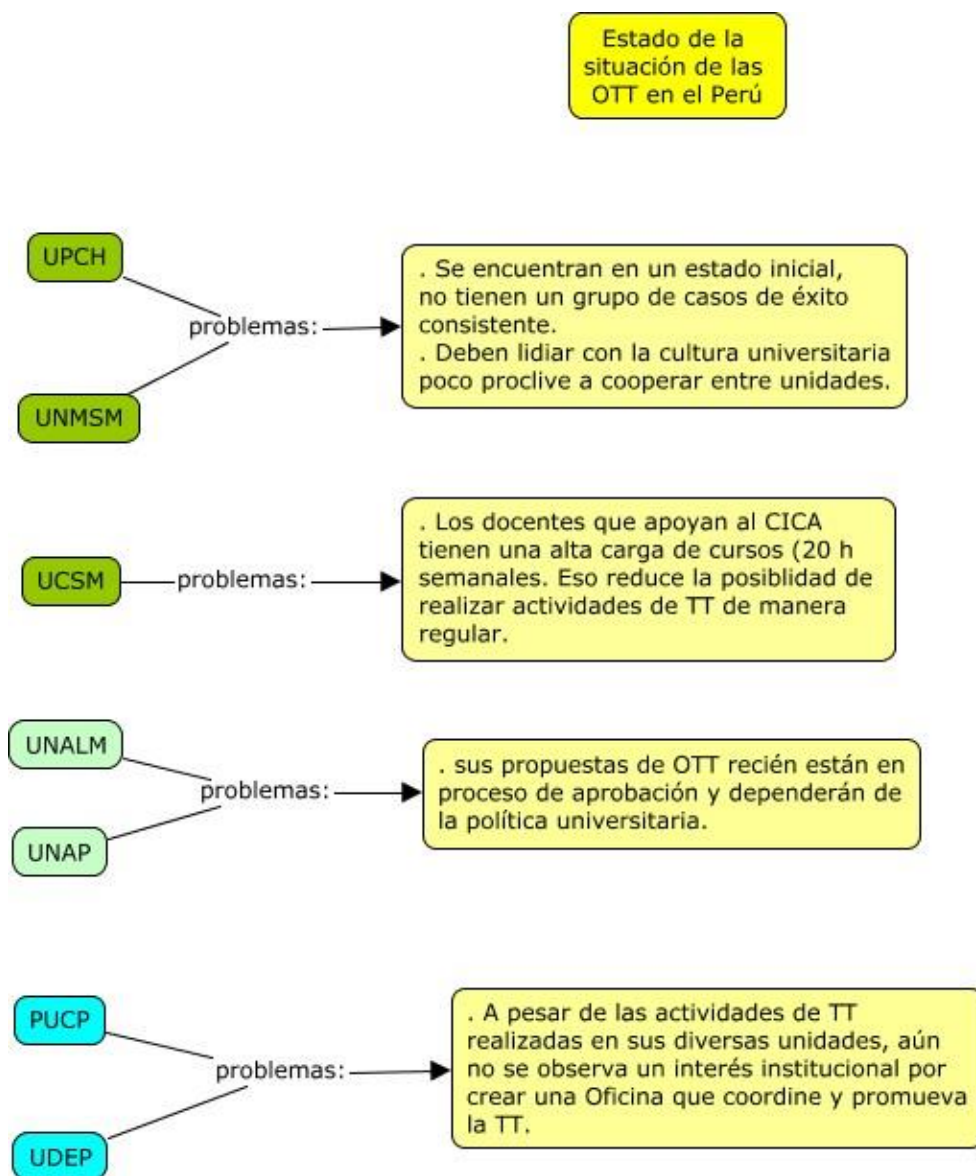 Estado de la
situación de las
OTT en el Perú
UPCH
problemas:
UNMSM
. Se encuentran en un estado inicial,
no tienen un grupo de casos de éxito
consistente.
. Deben lidiar con la cultura universitaria
poco proclive a cooperar entre unidades.
UCSM
problemas:
. Los docentes que apoyan al CICA
tienen una alta carga de cursos (20 h
semanales. Eso reduce la posiblidad de
realizar actividades de TT de manera
regular.
UNALM
problemas:
UNAP
. sus propuestas de OTT recién están en
proceso de aprobación y dependerán de
la política universitaria.
PUCP
problemas:
UDEP
. A pesar de las actividades de TT
realizadas en sus diversas unidades, aún
no se observa un interés institucional por
crear una Oficina que coordine y promueva
la TT.